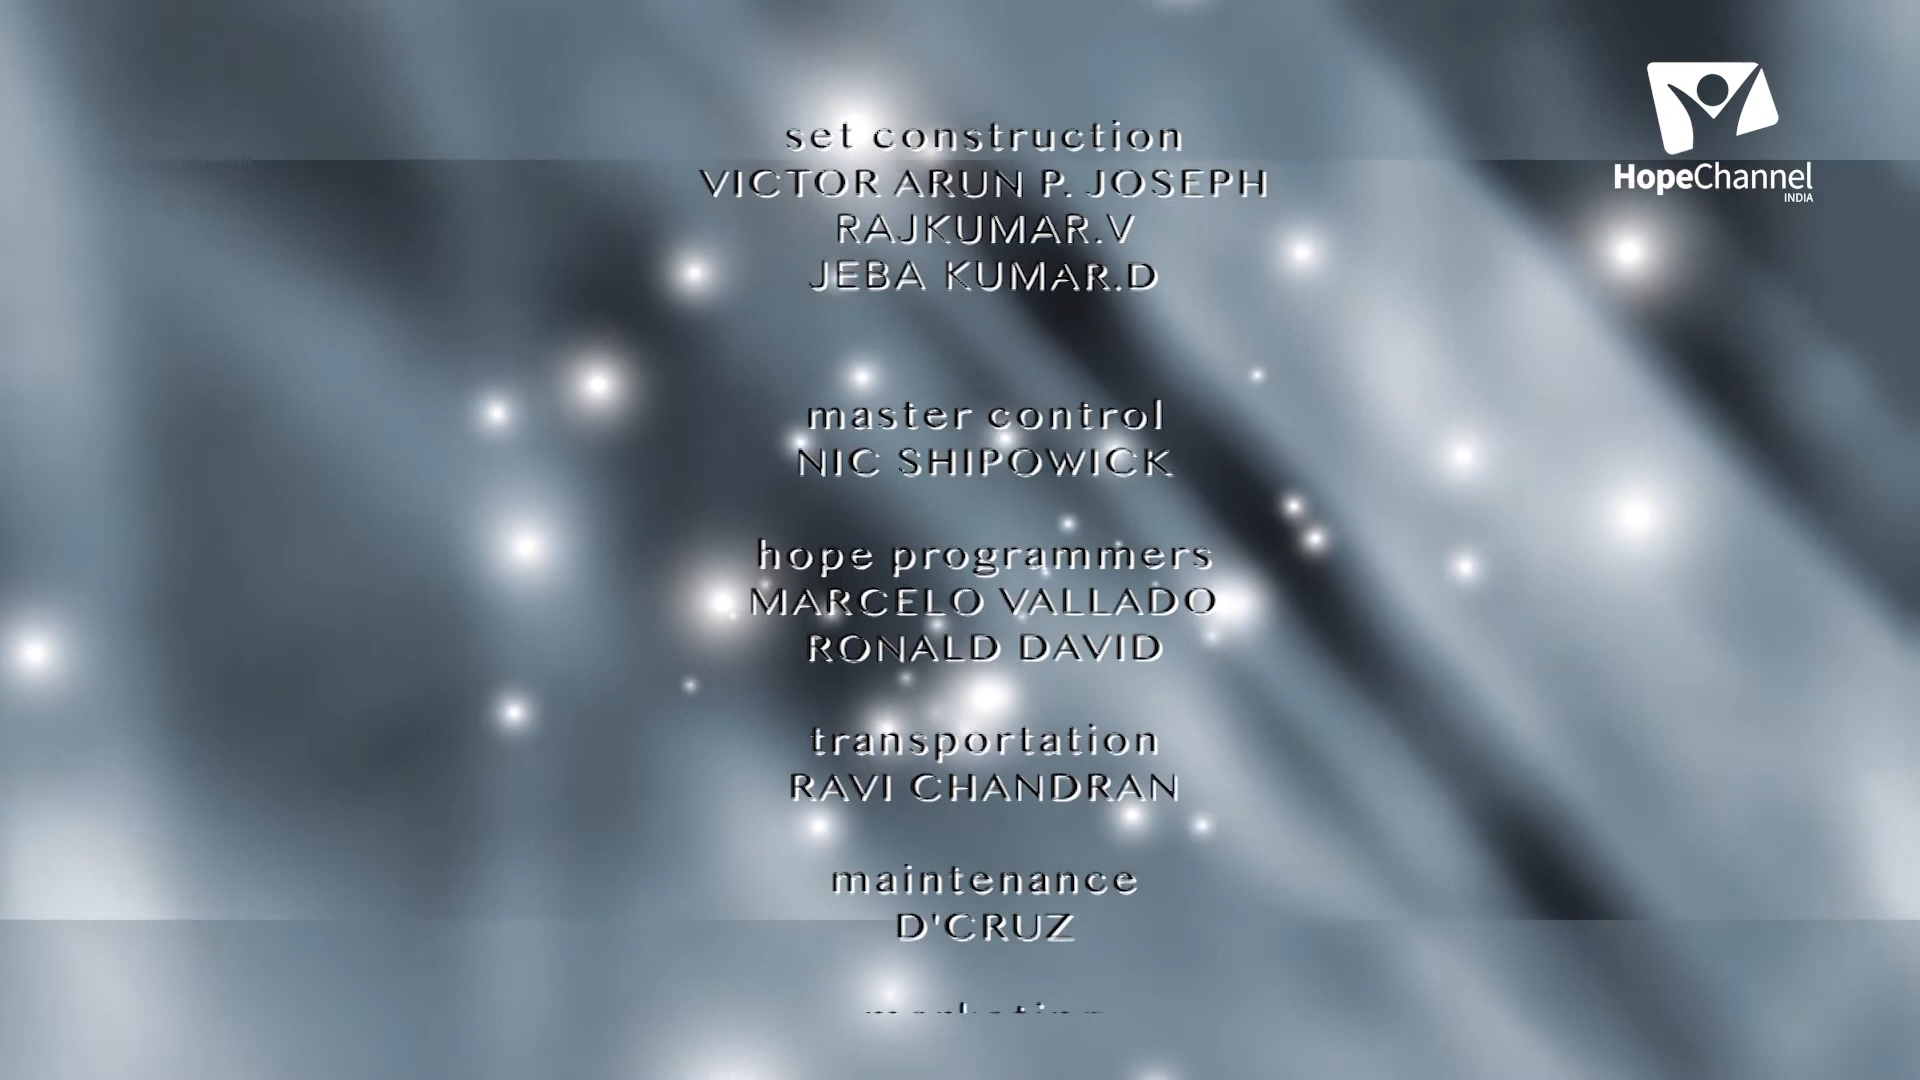 set construction
VICTOR ARUN P. JOSEPH
RAJKUMAR.V
JEBA KUMAR.D
master control
NIC SHIPOWICK
hope programmers
MARCELO VALLADO
RONALD DAVID
transportation
RAVI CHANDRAN
maintenance
D'CRUZ
marketing
HopeChannel
INDIA